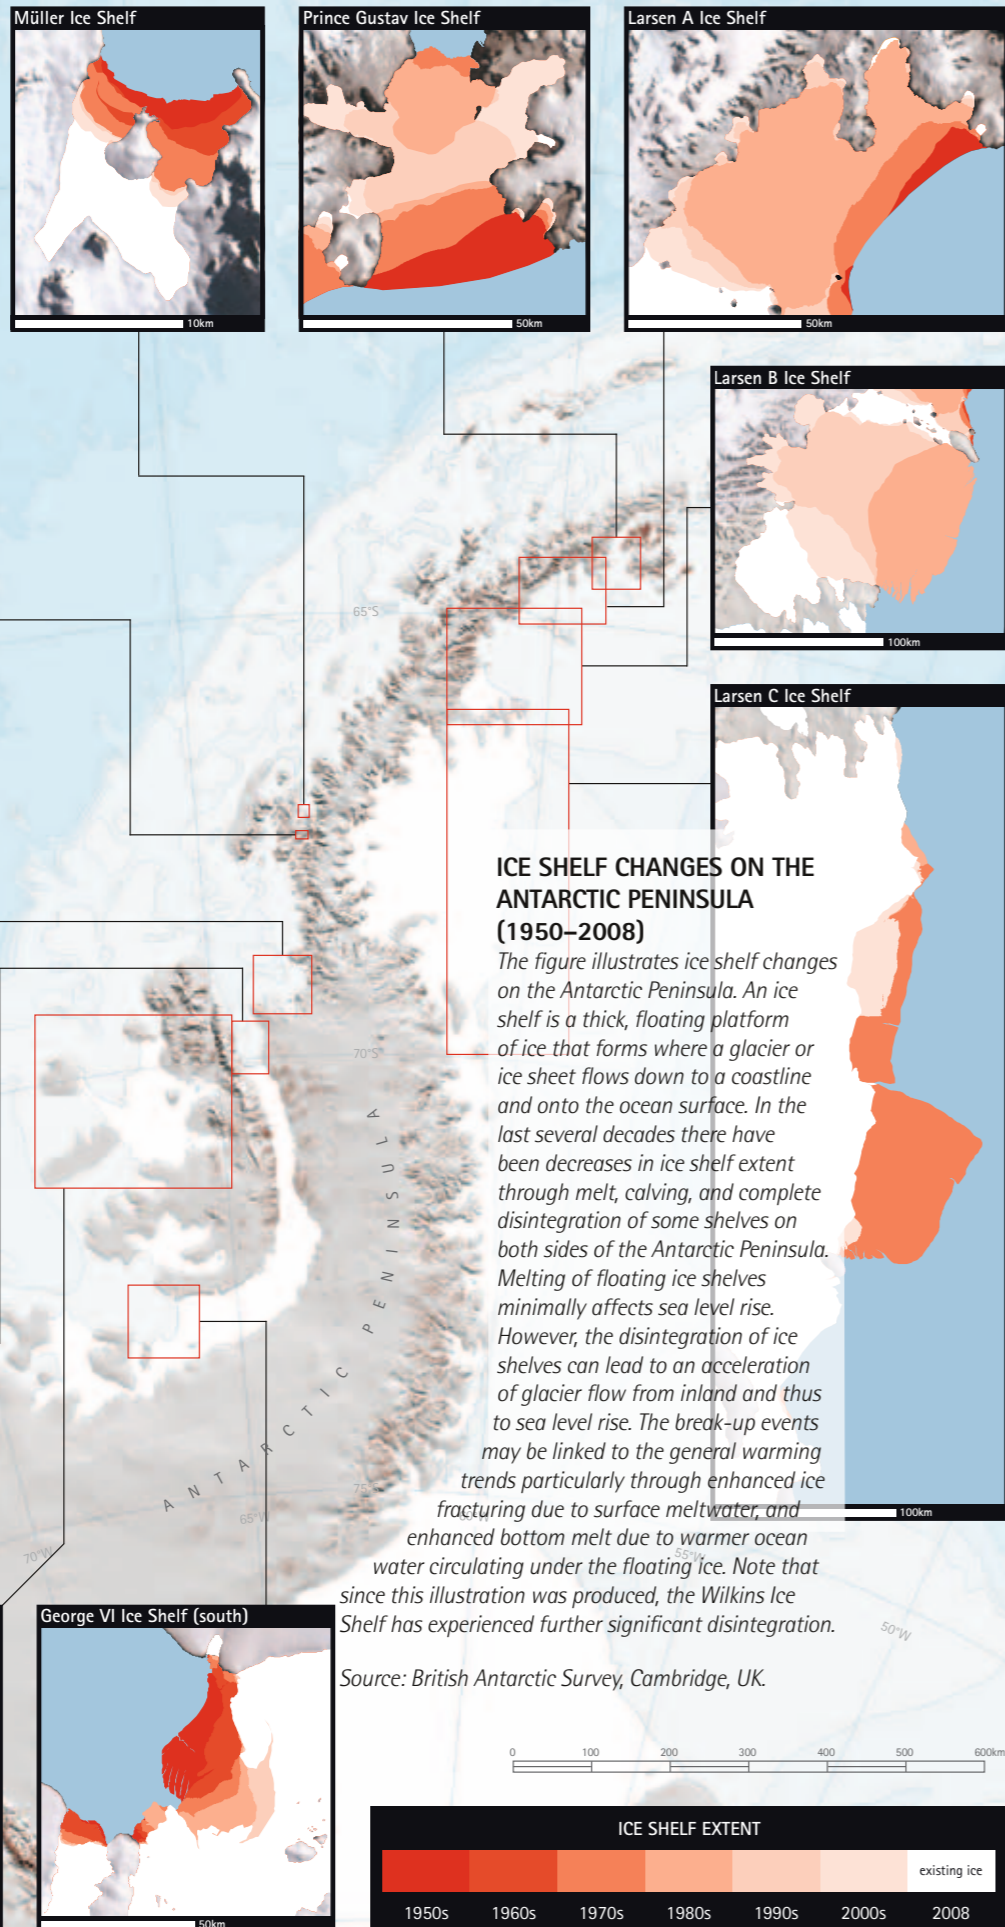 Müller Ice Shelf
10km
Prince Gustav Ice Shelf
50km
Larsen A Ice Shelf
50km
Larsen B Ice Shelf
100km
Larsen C Ice Shelf
100km
65°S
70°S
75°
ANTARCTIC PENINSULA
70°W
65°W
55°W
50°W
ICE SHELF CHANGES ON THE
ANTARCTIC PENINSULA
(1950–2008)
The figure illustrates ice shelf changes
on the Antarctic Peninsula. An ice
shelf is a thick, floating platform
of ice that forms where a glacier or
ice sheet flows down to a coastline
and onto the ocean surface. In the
last several decades there have
been decreases in ice shelf extent
through melt, calving, and complete
disintegration of some shelves on
both sides of the Antarctic Peninsula.
Melting of floating ice shelves
minimally affects sea level rise.
However, the disintegration of ice
shelves can lead to an acceleration
of glacier flow from inland and thus
to sea level rise. The break-up events
may be linked to the general warming
trends particularly through enhanced ice
fracturing due to surface meltwater, and
enhanced bottom melt due to warmer ocean
water circulating under the floating ice. Note that
since this illustration was produced, the Wilkins Ice
Shelf has experienced further significant disintegration.
Source: British Antarctic Survey, Cambridge, UK.
George VI Ice Shelf (south)
50km
0 100 200 300 400 500 600km
ICE SHELF EXTENT
existing ice
1950s 1960s 1970s 1980s 1990s 2000s 2008